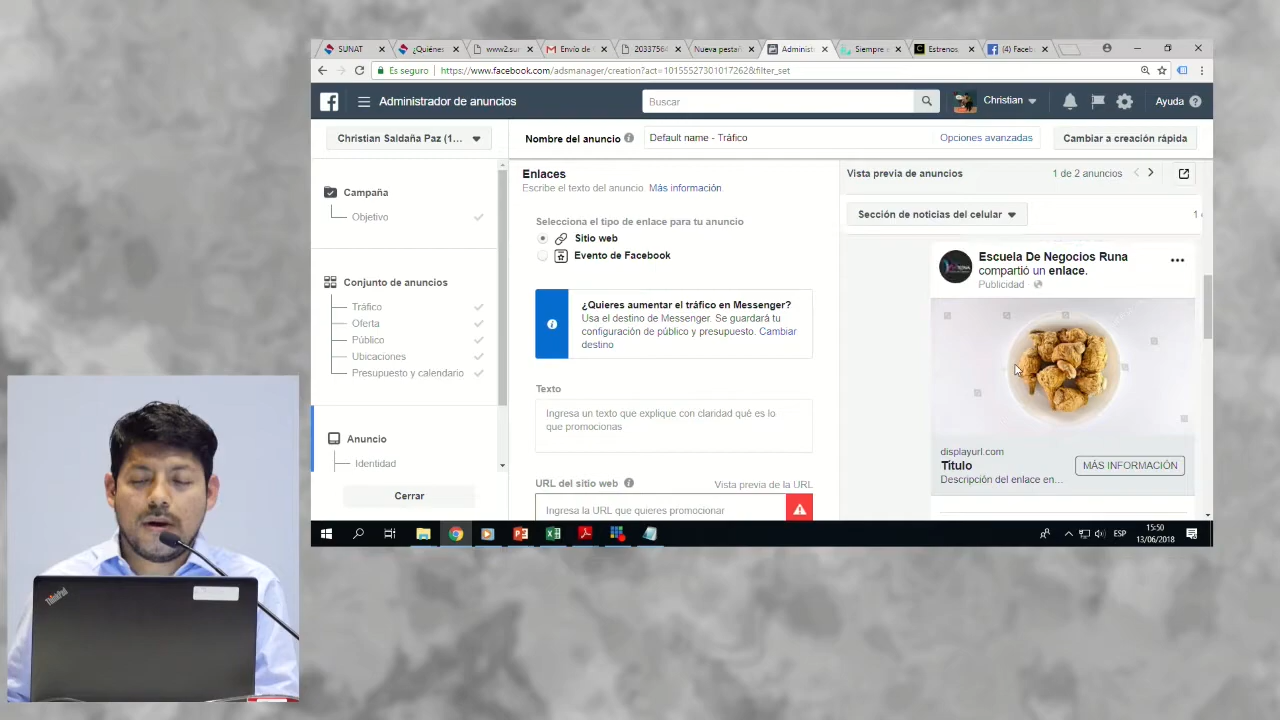 SUNAT
¿Quiénes
www2.sun
Envío de
20337564
Nueva pestañ
Administ
Siempre
Estrenos
(4) Faceb
Es seguro
https://www.facebook.com/adsmanager/creation?act=10155527301017262&filter_set
Administrador de anuncios
Buscar
Christian
Ayuda
Christian Saldaña Paz (1...
Nombre del anuncio
Default name - Tráfico
Opciones avanzadas
Cambiar a creación rápida
Campaña
Objetivo
Conjunto de anuncios
Tráfico
Oferta
Público
Ubicaciones
Presupuesto y calendario
Anuncio
Identidad
Cerrar
Enlaces
Escribe el texto del anuncio. Más información.
Selecciona el tipo de enlace para tu anuncio
Sitio web
Evento de Facebook
¿Quieres aumentar el tráfico en Messenger?
Usa el destino de Messenger. Se guardará tu
configuración de público y presupuesto. Cambiar
destino
Texto
Ingresa un texto que explique con claridad qué es lo
que promocionas
URL del sitio web
Vista previa de la URL
Ingresa la URL que quieres promocionar
Vista previa de anuncios
1 de 2 anuncios
Sección de noticias del celular
Escuela De Negocios Runa
compartió un enlace.
Publicidad
displayurl.com
Título
Descripción del enlace en...
MÁS INFORMACIÓN
ESP
15:50
13/06/2018
ThinkPad